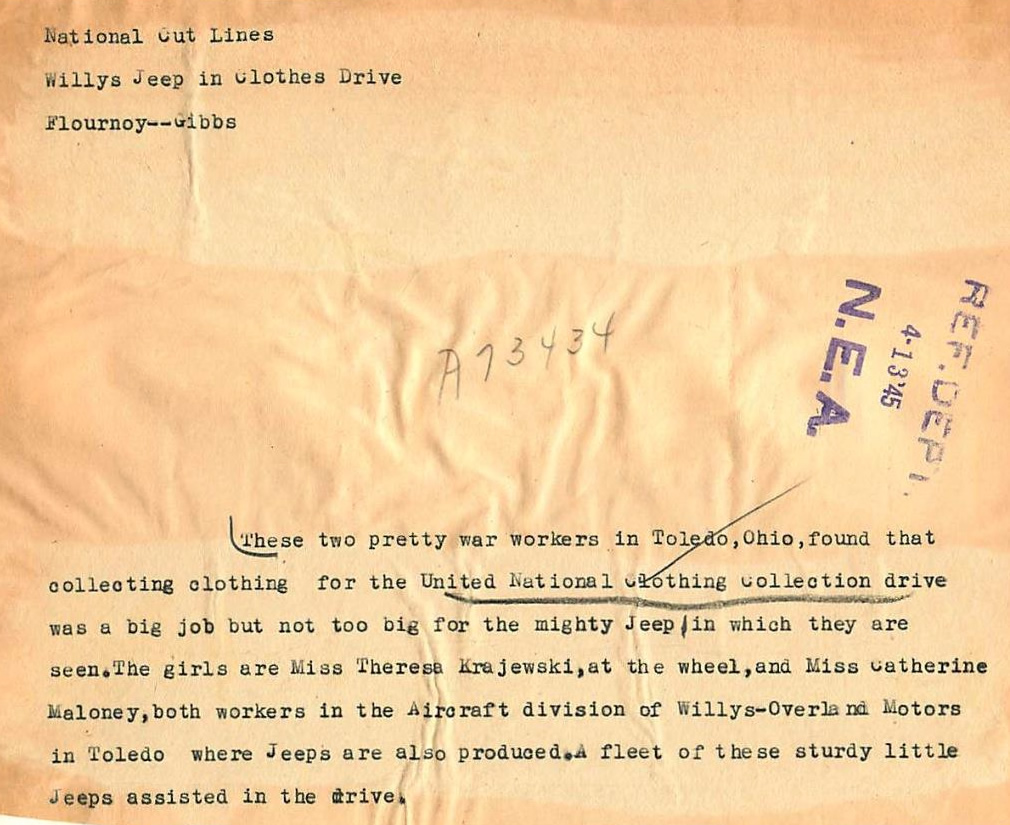 National Cut Lines
Willys Jeep in Clothes Drive
Flournoy--Gibbs
A73434
REF. DEPT.
4-13'45
N.E.A.
These two pretty war workers in Toledo,Ohio,found that
collecting clothing for the United National Clothing Collection drive
was a big job but not too big for the mighty Jeep in which they are
seen.The girls are Miss Theresa Krajewski,at the wheel,and Miss Catherine
Maloney,both workers in the Aircraft division of Willys-Overland Motors
in Toledo where Jeeps are also produced.A fleet of these sturdy little
Jeeps assisted in the drive.